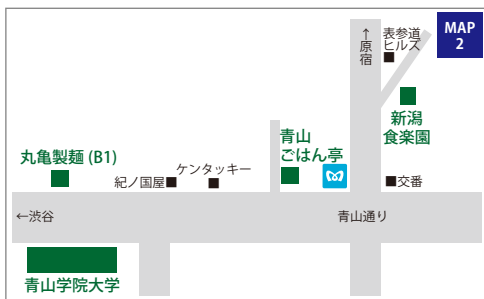 MAP
2
↑原宿
表参道
ヒルズ
新潟
食楽園
青山
ごはん亭
丸亀製麺 (B1)
ケンタッキー
紀ノ国屋
交番
←渋谷
青山通り
青山学院大学